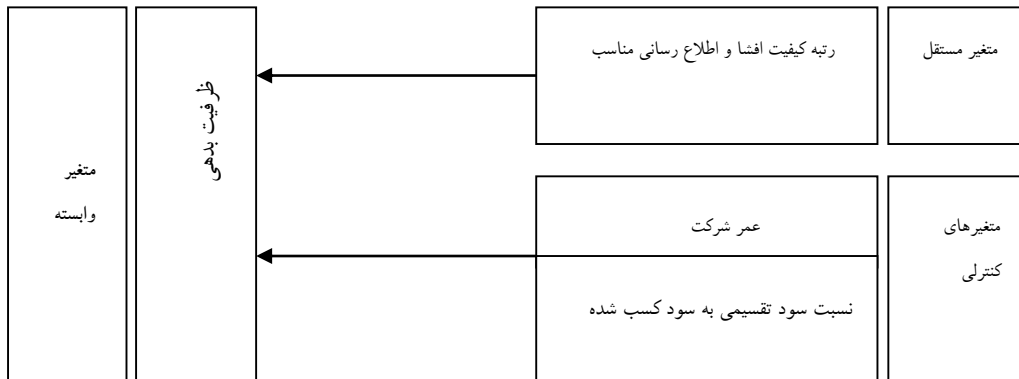 متغیر مستقل
رتبه کیفیت افشا و اطلاع رسانی مناسب
ظرفیت بدهی
متغیر
وابسته
متغیرهای
کنترلی
عمر شرکت
نسبت سود تقسیمی به سود کسب شده